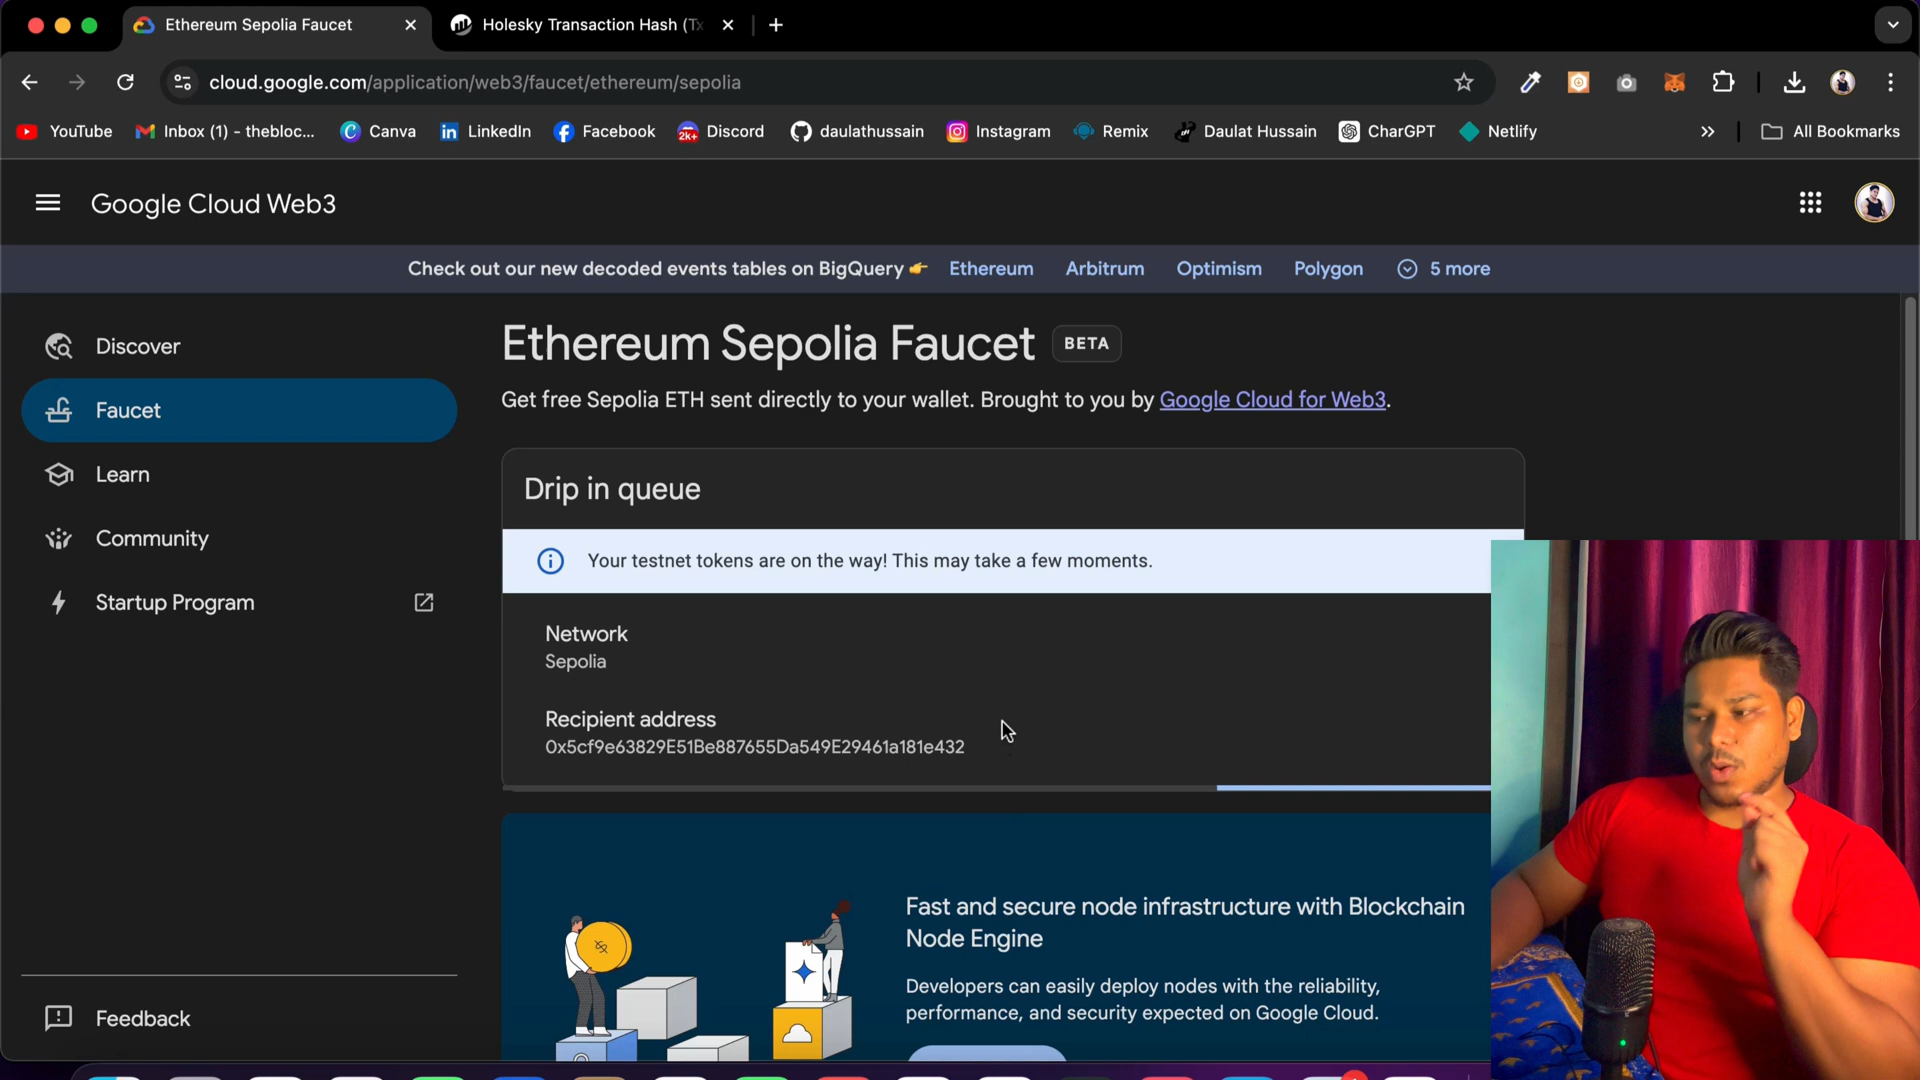 Ethereum Sepolia Faucet
Holesky Transaction Hash (Tx
cloud.google.com/application/web3/faucet/ethereum/sepolia
YouTube
Inbox (1) - thebloc...
Canva
LinkedIn
Facebook
2k+
Discord
daulathussain
Instagram
Remix
Daulat Hussain
CharGPT
Netlify
All Bookmarks
Google Cloud Web3
Check out our new decoded events tables on BigQuery 👉 Ethereum Arbitrum Optimism Polygon 5 more
Discover
Faucet
Learn
Community
Startup Program
Feedback
Ethereum Sepolia Faucet BETA
Get free Sepolia ETH sent directly to your wallet. Brought to you by Google Cloud for Web3.
Drip in queue
Your testnet tokens are on the way! This may take a few moments.
Network
Sepolia
Recipient address
0x5cf9e63829E51Be887655Da549E29461a181e432
Fast and secure node infrastructure with Blockchain
Node Engine
Developers can easily deploy nodes with the reliability,
performance, and security expected on Google Cloud.